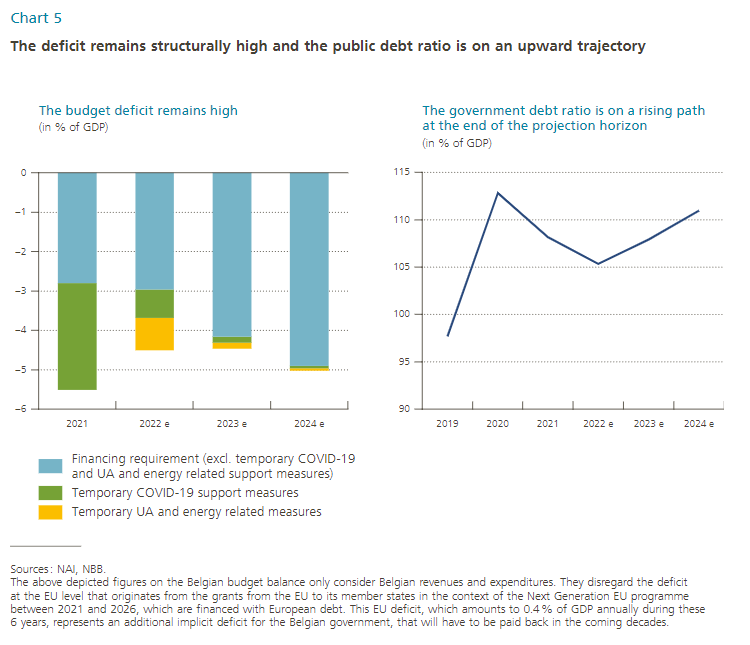 Chart 5
The deficit remains structurally high and the public debt ratio is on an upward trajectory
The budget deficit remains high
(in % of GDP)
0
–1
–2
–3
–4
–5
–6
2021
2022 e
2023 e
2024 e
Financing requirement (excl. temporary COVID-19
and UA and energy related support measures)
Temporary COVID-19 support measures
Temporary UA and energy related measures
The government debt ratio is on a rising path
at the end of the projection horizon
(in % of GDP)
115
110
105
100
95
90
2019
2020
2021
2022 e
2023 e
2024 e
Sources: NAI, NBB.
The above depicted figures on the Belgian budget balance only consider Belgian revenues and expenditures. They disregard the deficit
at the EU level that originates from the grants from the EU to its member states in the context of the Next Generation EU programme
between 2021 and 2026, which are financed with European debt. This EU deficit, which amounts to 0.4 % of GDP annually during these
6 years, represents an additional implicit deficit for the Belgian government, that will have to be paid back in the coming decades.